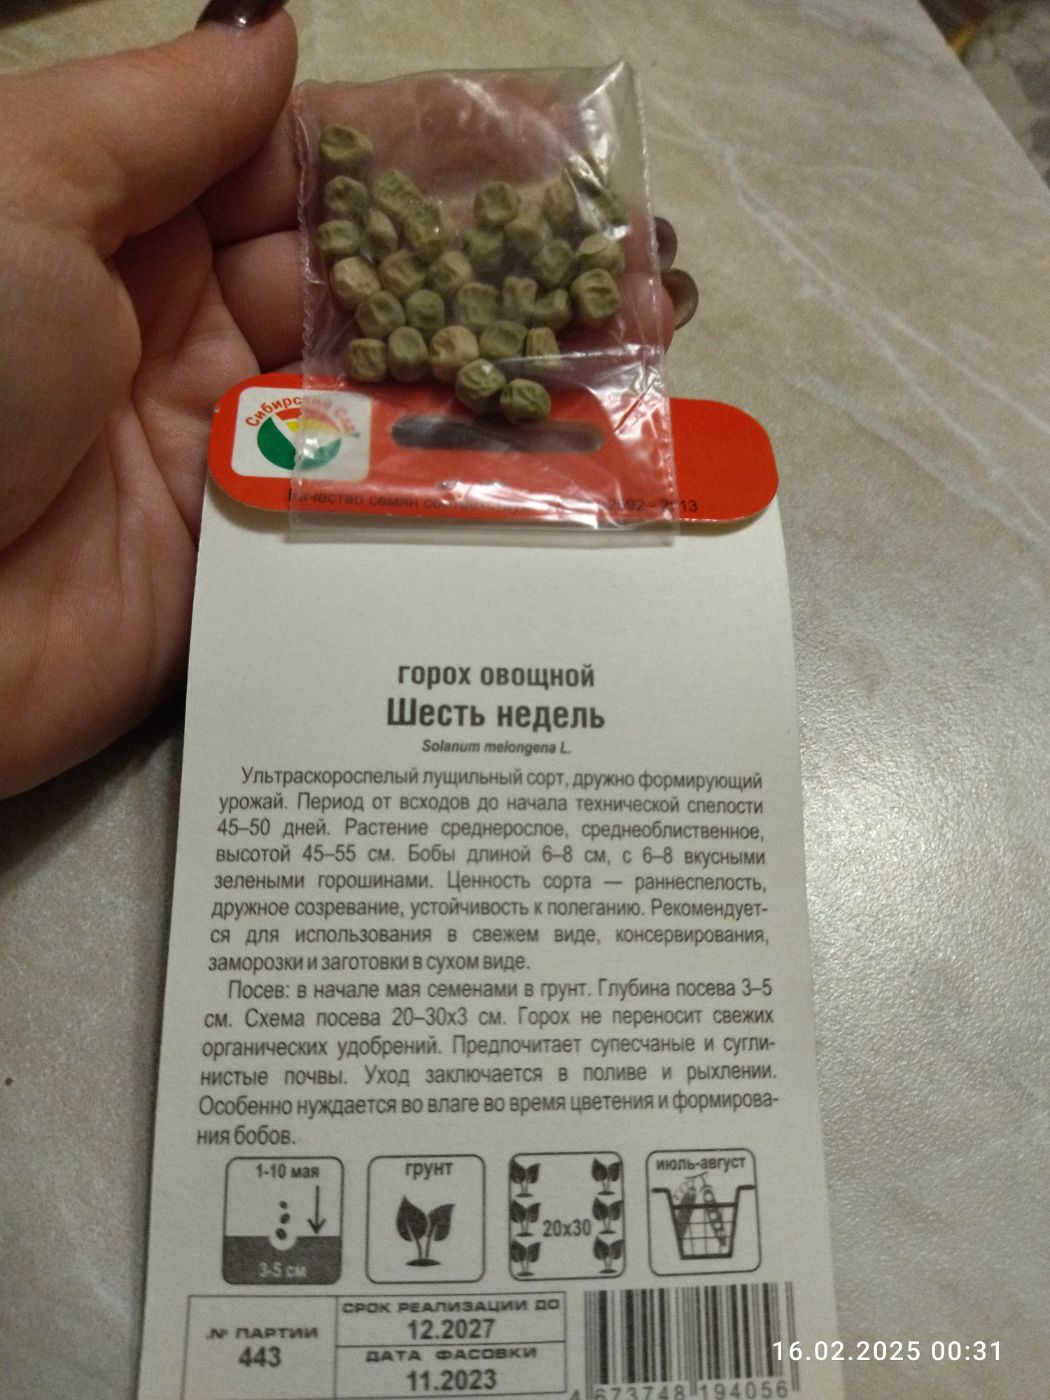 Сибирский Сад
Качество семян 2013
горох овощной
Шесть недель
Solanum melongena L.
Ультраскороспелый лущильный сорт, дружно формирующий
урожай. Период от всходов до начала технической спелости
45–50 дней. Растение среднерослое, среднеоблиственное,
высотой 45–55 см. Бобы длиной 6–8 см, с 6–8 вкусными
зелеными горошинами. Ценность сорта — раннеспелость,
дружное созревание, устойчивость к полеганию. Рекомендует-
ся для использования в свежем виде, консервирования,
заморозки и заготовки в сухом виде.
Посев: в начале мая семенами в грунт. Глубина посева 3–5
см. Схема посева 20–30х3 см. Горох не переносит свежих
органических удобрений. Предпочитает супесчаные и сугли-
нистые почвы. Уход заключается в поливе и рыхлении.
Особенно нуждается во влаге во время цветения и формирова-
ния бобов.
1-10 мая
3-5 см
грунт
20х30
июль-август
№ ПАРТИИ
443
СРОК РЕАЛИЗАЦИИ ДО
12.2027
ДАТА ФАСОВКИ
11.2023
4 673748 194056
16.02.2025 00:31